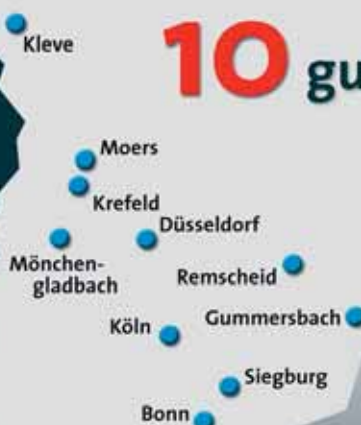 Kleve
10 gu
Moers
Krefeld
Düsseldorf
Mönchen-
gladbach
Remscheid
Gummersbach
Köln
Siegburg
Bonn